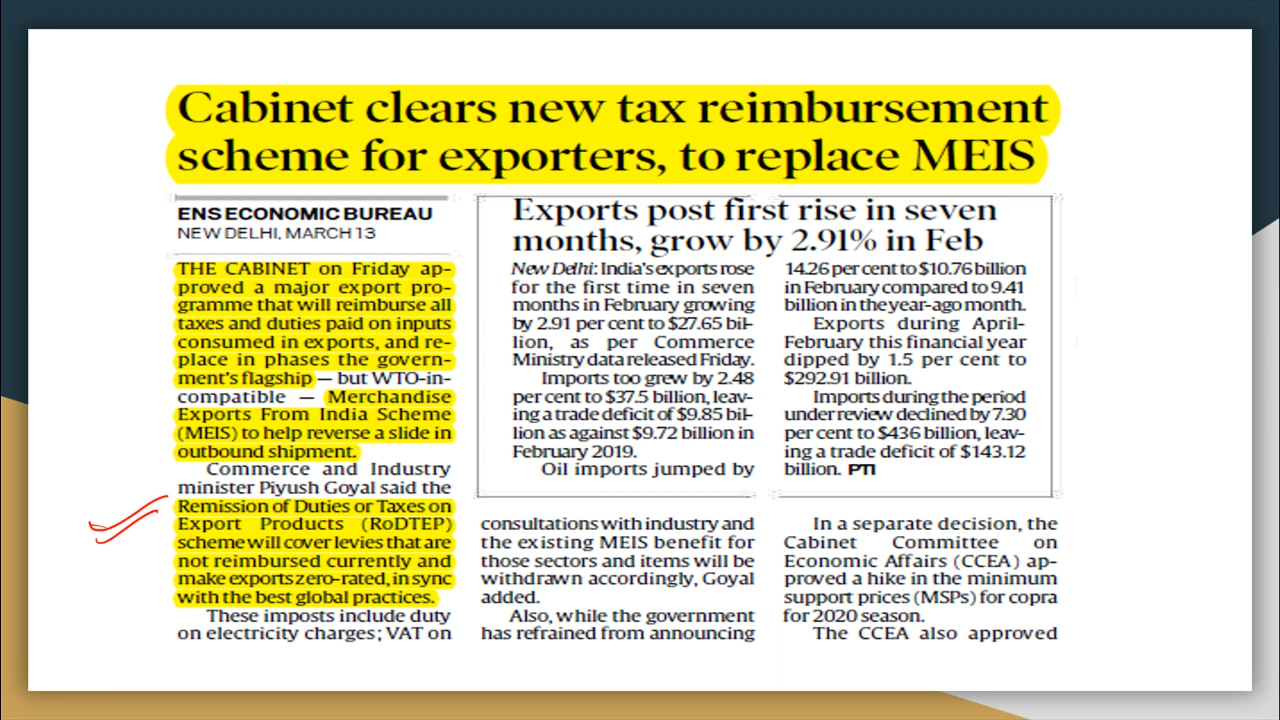 Cabinet clears new tax reimbursement
scheme for exporters, to replace MEIS
ENS ECONOMIC BUREAU
NEW DELHI, MARCH 13
THE CABINET on Friday ap-
proved a major export pro-
gramme that will reimburse all
taxes and duties paid on inputs
consumed in exports, and re-
place in phases the govern-
ment's flagship — but WTO-in-
compatible — Merchandise
Exports From India Scheme
(MEIS) to help reverse a slide in
outbound shipment.
Commerce and Industry
minister Piyush Goyal said the
Remission of Duties or Taxes on
Export Products (RoDTEP)
scheme will cover levies that are
not reimbursed currently and
make exports zero-rated, in sync
with the best global practices.
These imposts include duty
on electricity charges; VAT on
Exports post first rise in seven
months, grow by 2.91% in Feb
New Delhi: India's exports rose
for the first time in seven
months in February growing
by 2.91 per cent to $27.65 bil-
lion, as per Commerce
Ministry data released Friday.
Imports too grew by 2.48
per cent to $37.5 billion, leav-
ing a trade deficit of $9.85 bil-
lion as against $9.72 billion in
February 2019.
Oil imports jumped by
14.26 per cent to $10.76 billion
in February compared to 9.41
billion in the year-ago month.
Exports during April-
February this financial year
dipped by 1.5 per cent to
$292.91 billion.
Imports during the period
under review declined by 7.30
per cent to $436 billion, leav-
ing a trade deficit of $143.12
billion. PTI
consultations with industry and
the existing MEIS benefit for
those sectors and items will be
withdrawn accordingly, Goyal
added.
Also, while the government
has refrained from announcing
In a separate decision, the
Cabinet Committee on
Economic Affairs (CCEA) ap-
proved a hike in the minimum
support prices (MSPs) for copra
for 2020 season.
The CCEA also approved